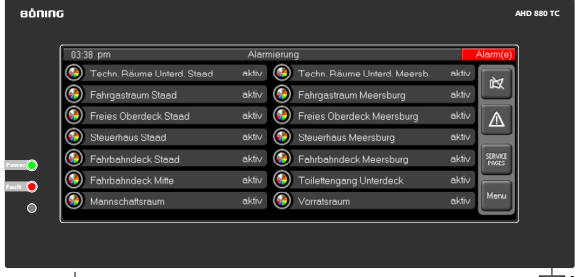 BÖNING AHD 880 TC
03:38 pm Alarmierung Alarm(e)
Techn. Räume Unterd. Staad aktiv Techn. Räume Unterd. Meersb. aktiv
Fahrgastraum Staad aktiv Fahrgastraum Meersburg aktiv
Freies Oberdeck Staad aktiv Freies Oberdeck Meersburg aktiv
Steuerhaus Staad aktiv Steuerhaus Meersburg aktiv
SERVICE
PAGES
Fahrbahndeck Staad aktiv Fahrbahndeck Meersburg aktiv
Power
Fahrbahndeck Mitte aktiv Toilettengang Unterdeck aktiv
Fault
Mannschaftsraum aktiv Vorratsraum aktiv Menu